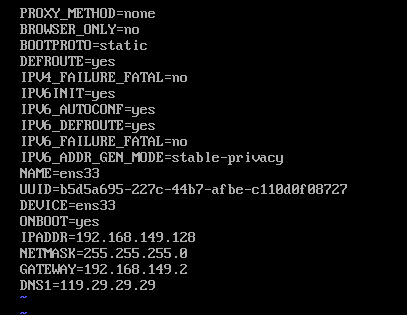 PROXY_METHOD=none
BROWSER_ONLY=no
BOOTPROTO=static
DEFROUTE=yes
IPV4_FAILURE_FATAL=no
IPV6INIT=yes
IPV6_AUTOCONF=yes
IPV6_DEFROUTE=yes
IPV6_FAILURE_FATAL=no
IPV6_ADDR_GEN_MODE=stable-privacy
NAME=ens33
UUID=b5d5a695-227c-44b7-afbe-c110d0f08727
DEVICE=ens33
ONBOOT=yes
IPADDR=192.168.149.128
NETMASK=255.255.255.0
GATEWAY=192.168.149.2
DNS1=119.29.29.29
~
~